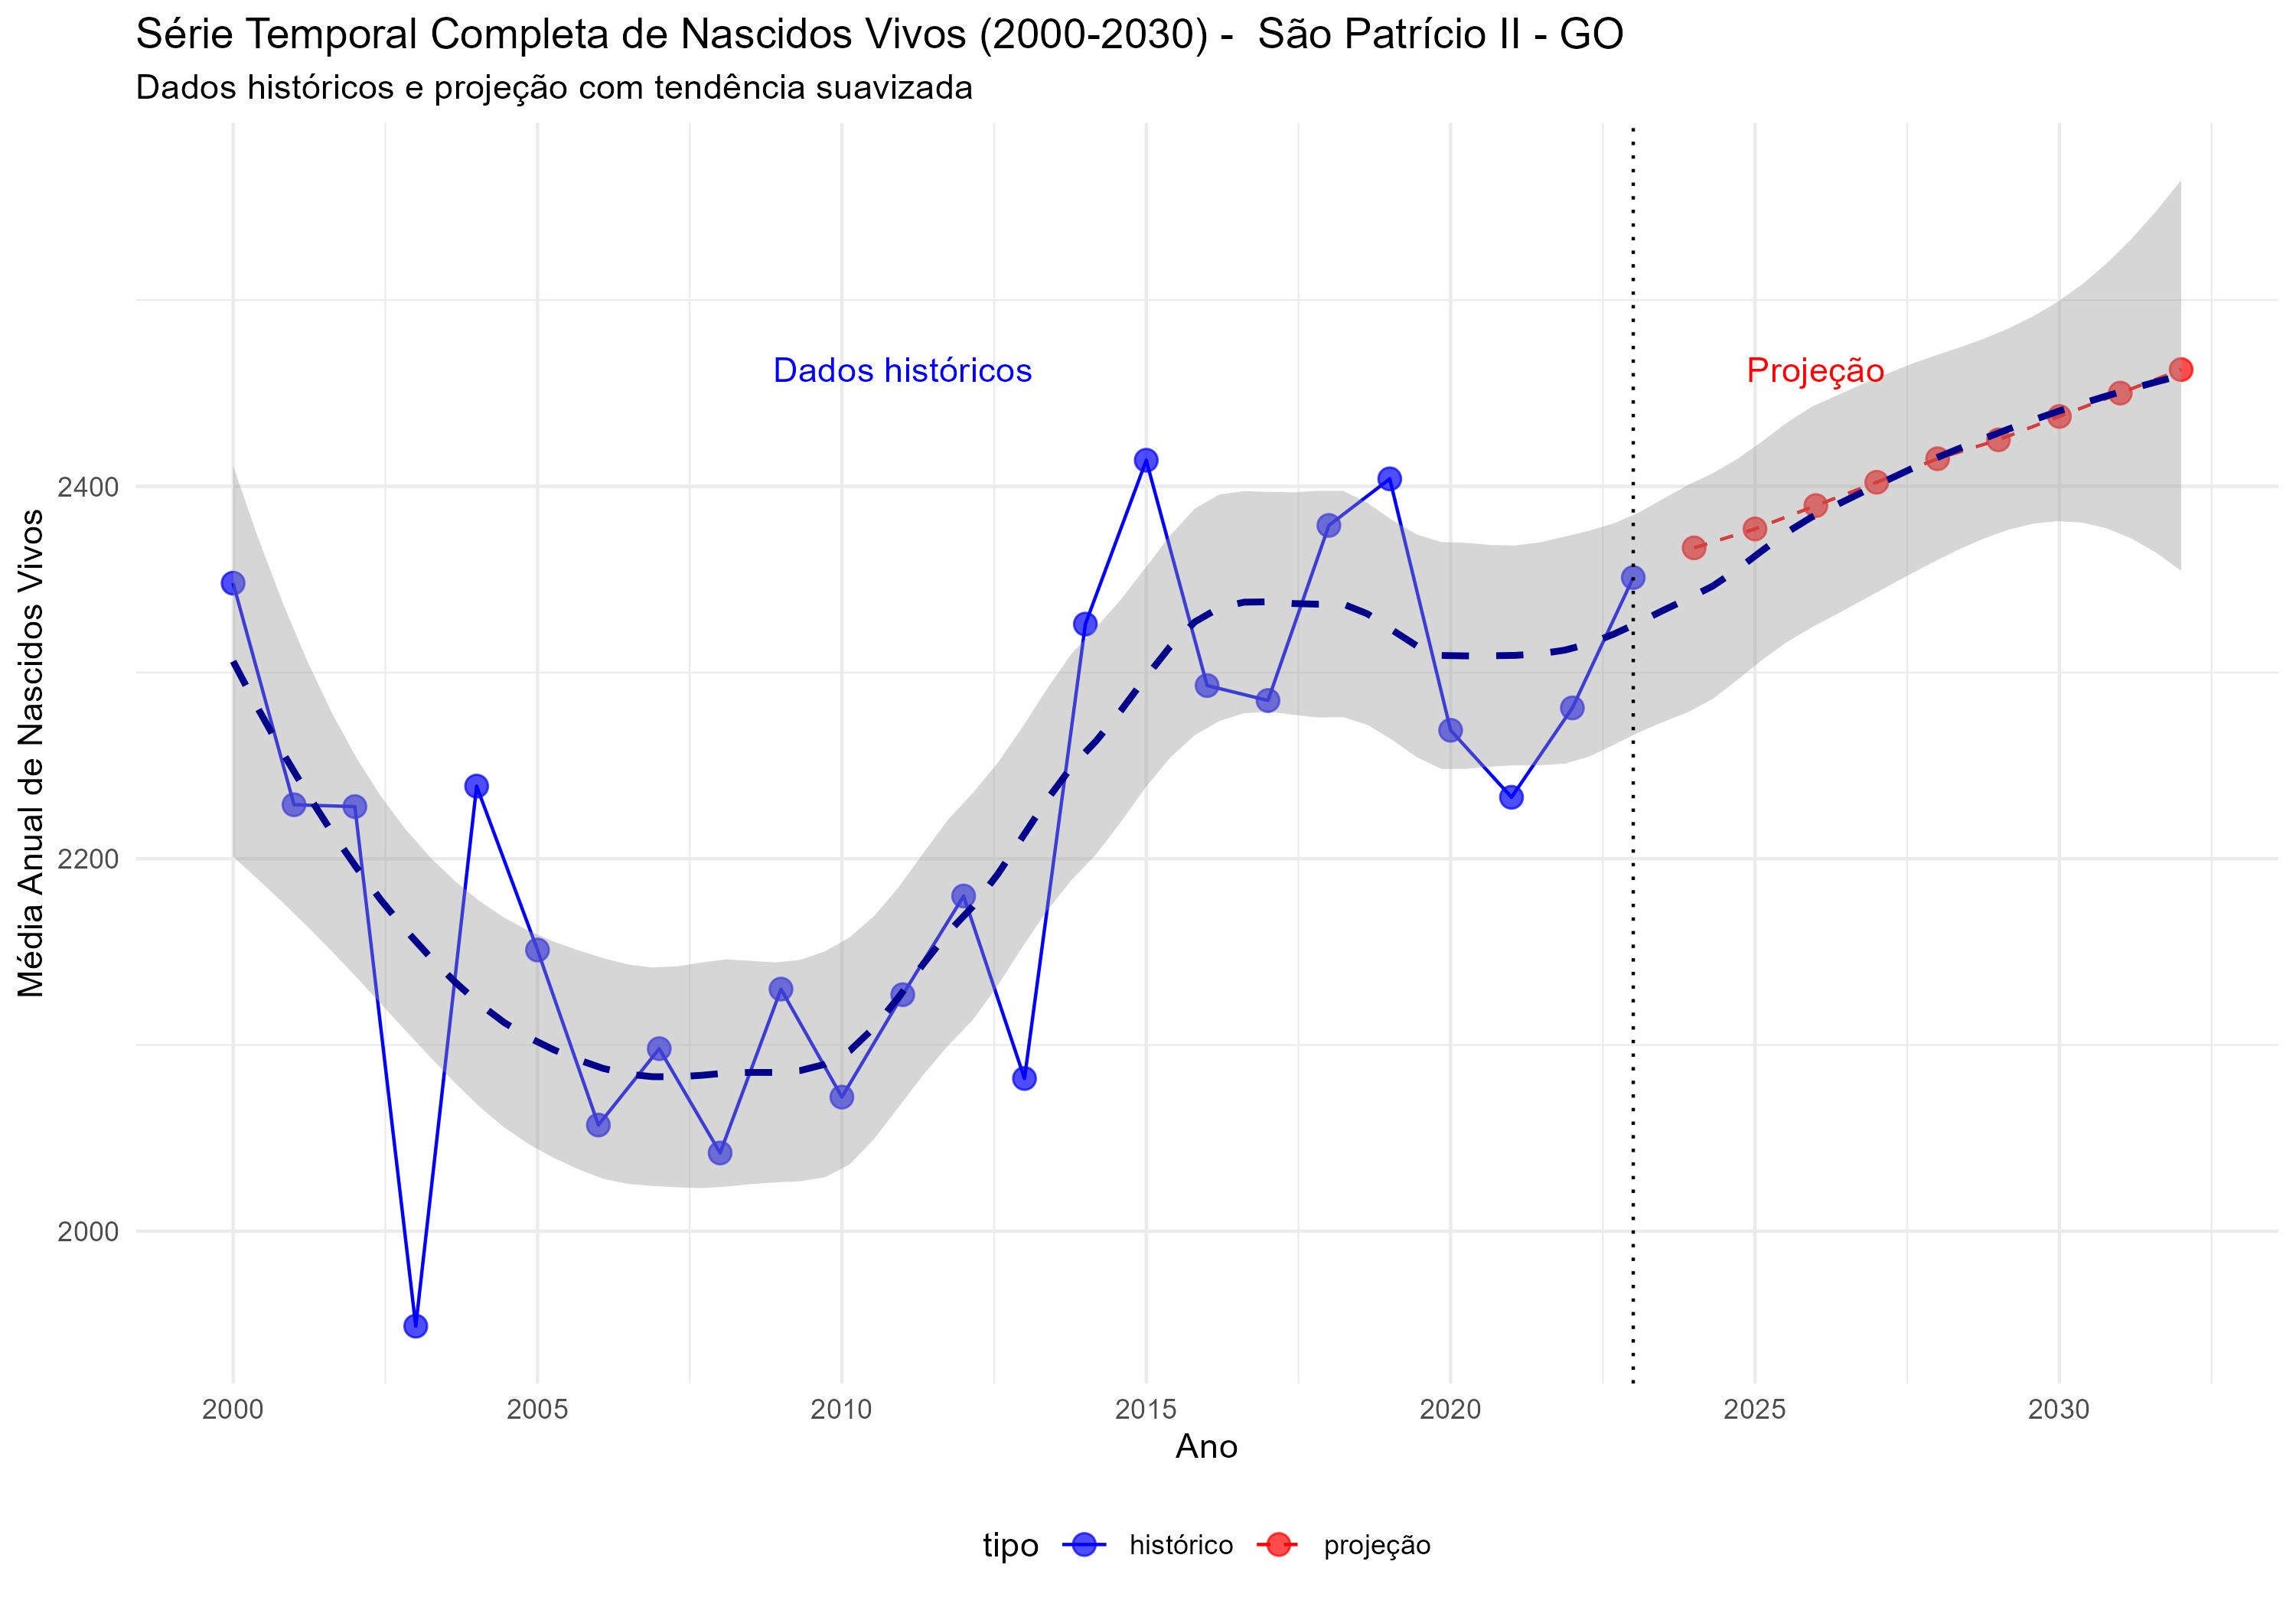 Série Temporal Completa de Nascidos Vivos (2000-2030) -  São Patrício II - GO
Dados históricos e projeção com tendência suavizada
Média Anual de Nascidos Vivos
2400
2200
2000
Dados históricos
Projeção
2000 2005 2010 2015 2020 2025 2030
Ano
tipo histórico projeção